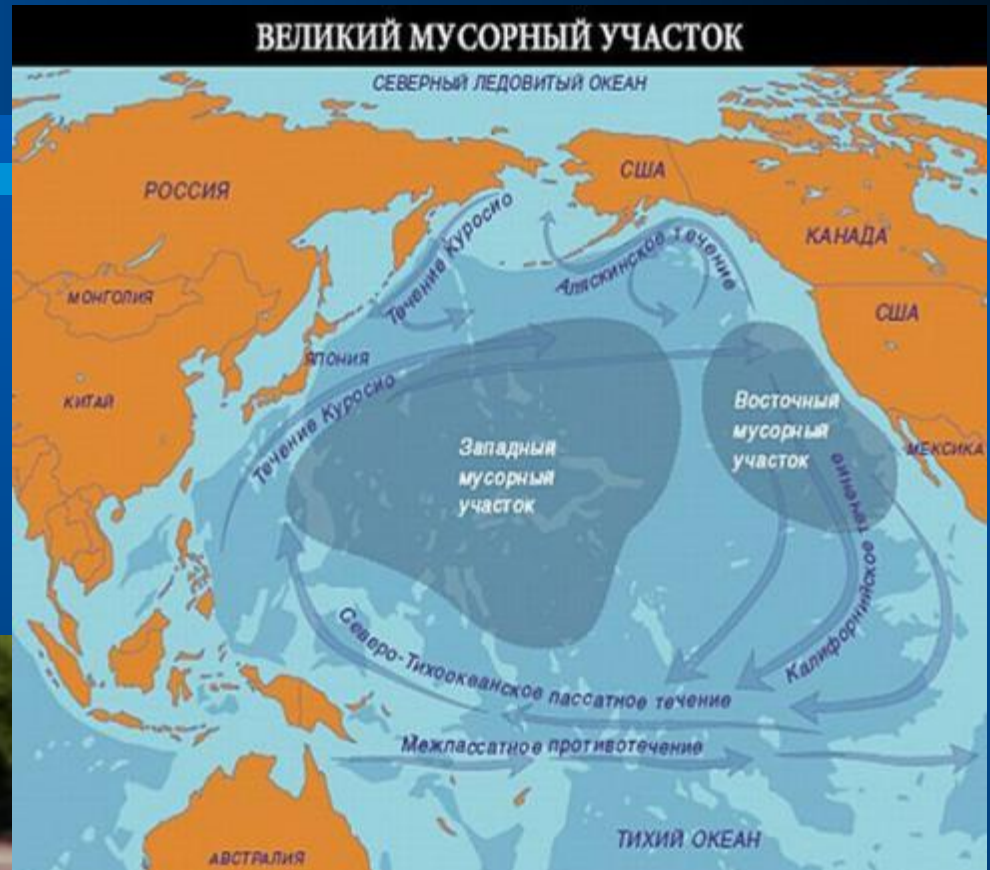 ВЕЛИКИЙ МУСОРНЫЙ УЧАСТОК
СЕВЕРНЫЙ ЛЕДОВИТЫЙ ОКЕАН
РОССИЯ
США
КАНАДА
Течение Куросио
Аляскинское течение
МОНГОЛИЯ
США
ЯПОНИЯ
КИТАЙ
Течение Куросио
Западный
мусорный
участок
Восточный
мусорный
участок
МЕКСИКА
Калифорнийское течение
Северо-Тихоокеанское пассатное течение
Межпассатное противотечение
ТИХИЙ ОКЕАН
АВСТРАЛИЯ